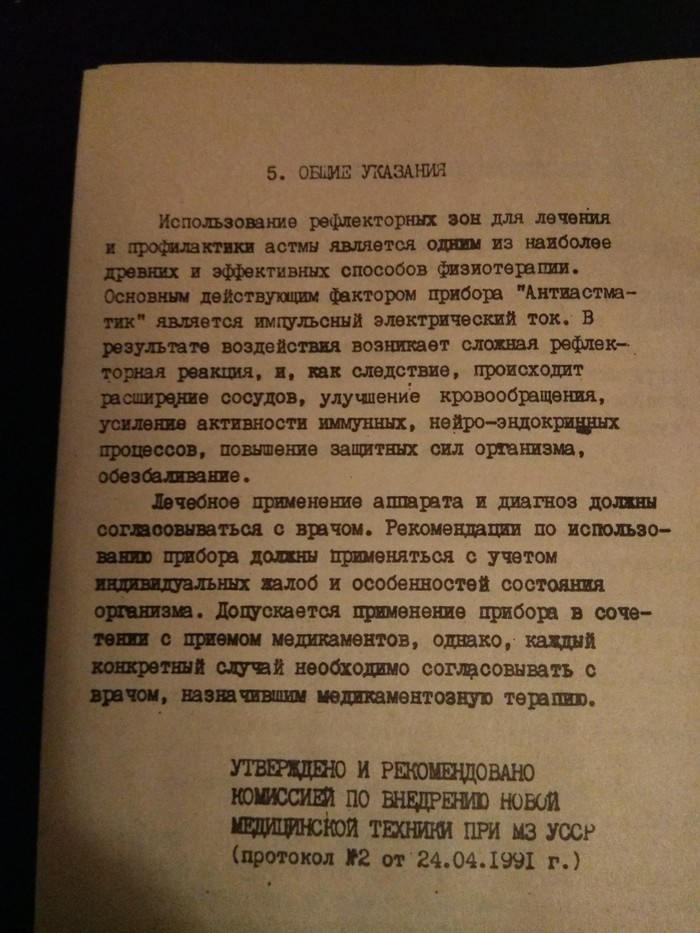 5. ОБЩИЕ УКАЗАНИЯ
Использование рефлекторных зон для лечения
и профилактики астмы является одним из наиболее
древних и эффективных способов физиотерапии.
Основным действующим фактором прибора "Антиастма-
тик" является импульсный электрический ток. В
результате воздействия возникает сложная рефлек-
торная реакция, и, как следствие, происходит
расширение сосудов, улучшение кровообращения,
усиление активности иммунных, нейро-эндокринных
процессов, повышение защитных сил организма,
обезбаливание.
Лечебное применение аппарата и диагноз должны
согласовываться с врачом. Рекомендации по использо-
ванию прибора должны применяться с учетом
индивидуальных жалоб и особенностей состояния
организма. Допускается применение прибора в соче-
тении с приемом медикаментов, однако, каждый
конкретный случай необходимо согласовывать с
врачом, назначившим медикаментозную терапию.
УТВЕРЖДЕНО И РЕКОМЕНДОВАНО
КОМИССИЕЙ ПО ВНЕДРЕНИЮ НОВОЙ
МЕДИЦИНСКОЙ ТЕХНИКИ ПРИ МЗ УССР
(протокол №2 от 24.04.1991 г.)